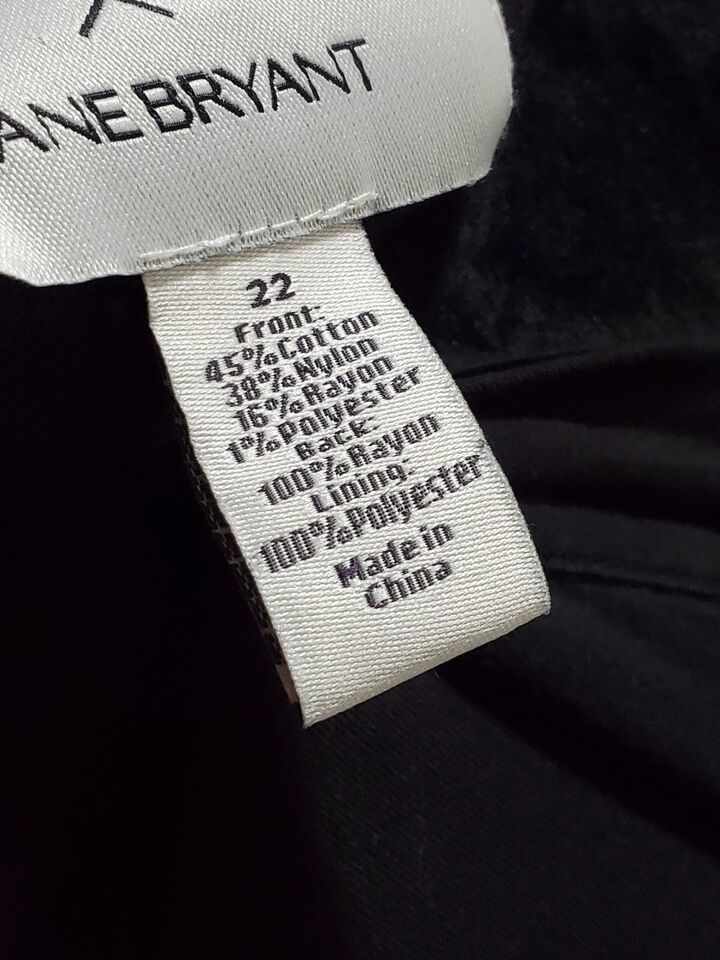 ANE BRYANT
22
Front:
45%Cotton
38%Nylon
16%Rayon
1%Polyester
Back:
100%Rayon
Lining:
100%Polyester
Made in
China